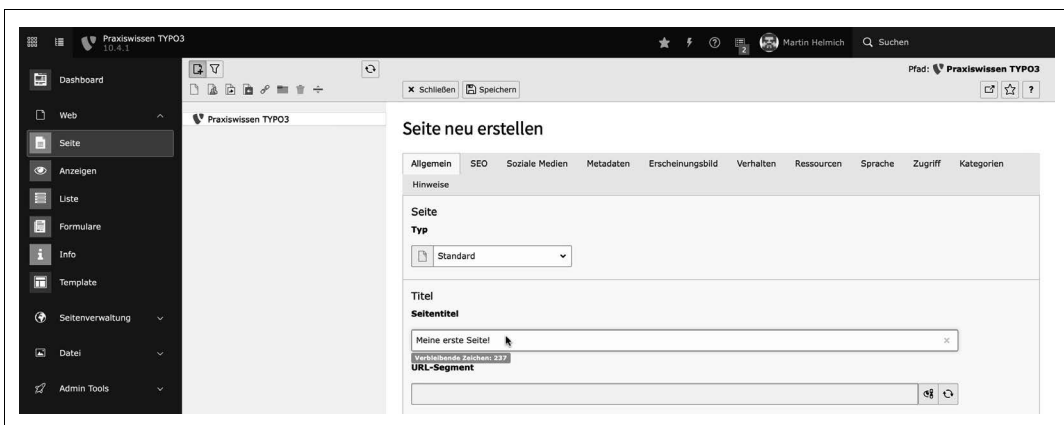 Praxiswissen TYPO3
10.4.1
2
Martin Helmich
Suchen
Dashboard
Web
Seite
Anzeigen
Liste
Formulare
Info
Template
Seitenverwaltung
Datei
Admin Tools
Praxiswissen TYPO3
Pfad: Praxiswissen TYPO3
Schließen
Speichern
?
Seite neu erstellen
Allgemein SEO Soziale Medien Metadaten Erscheinungsbild Verhalten Ressourcen Sprache Zugriff Kategorien
Hinweise
Seite
Typ
Standard
Titel
Seitentitel
Meine erste Seite!
Verbleibende Zeichen: 237
URL-Segment